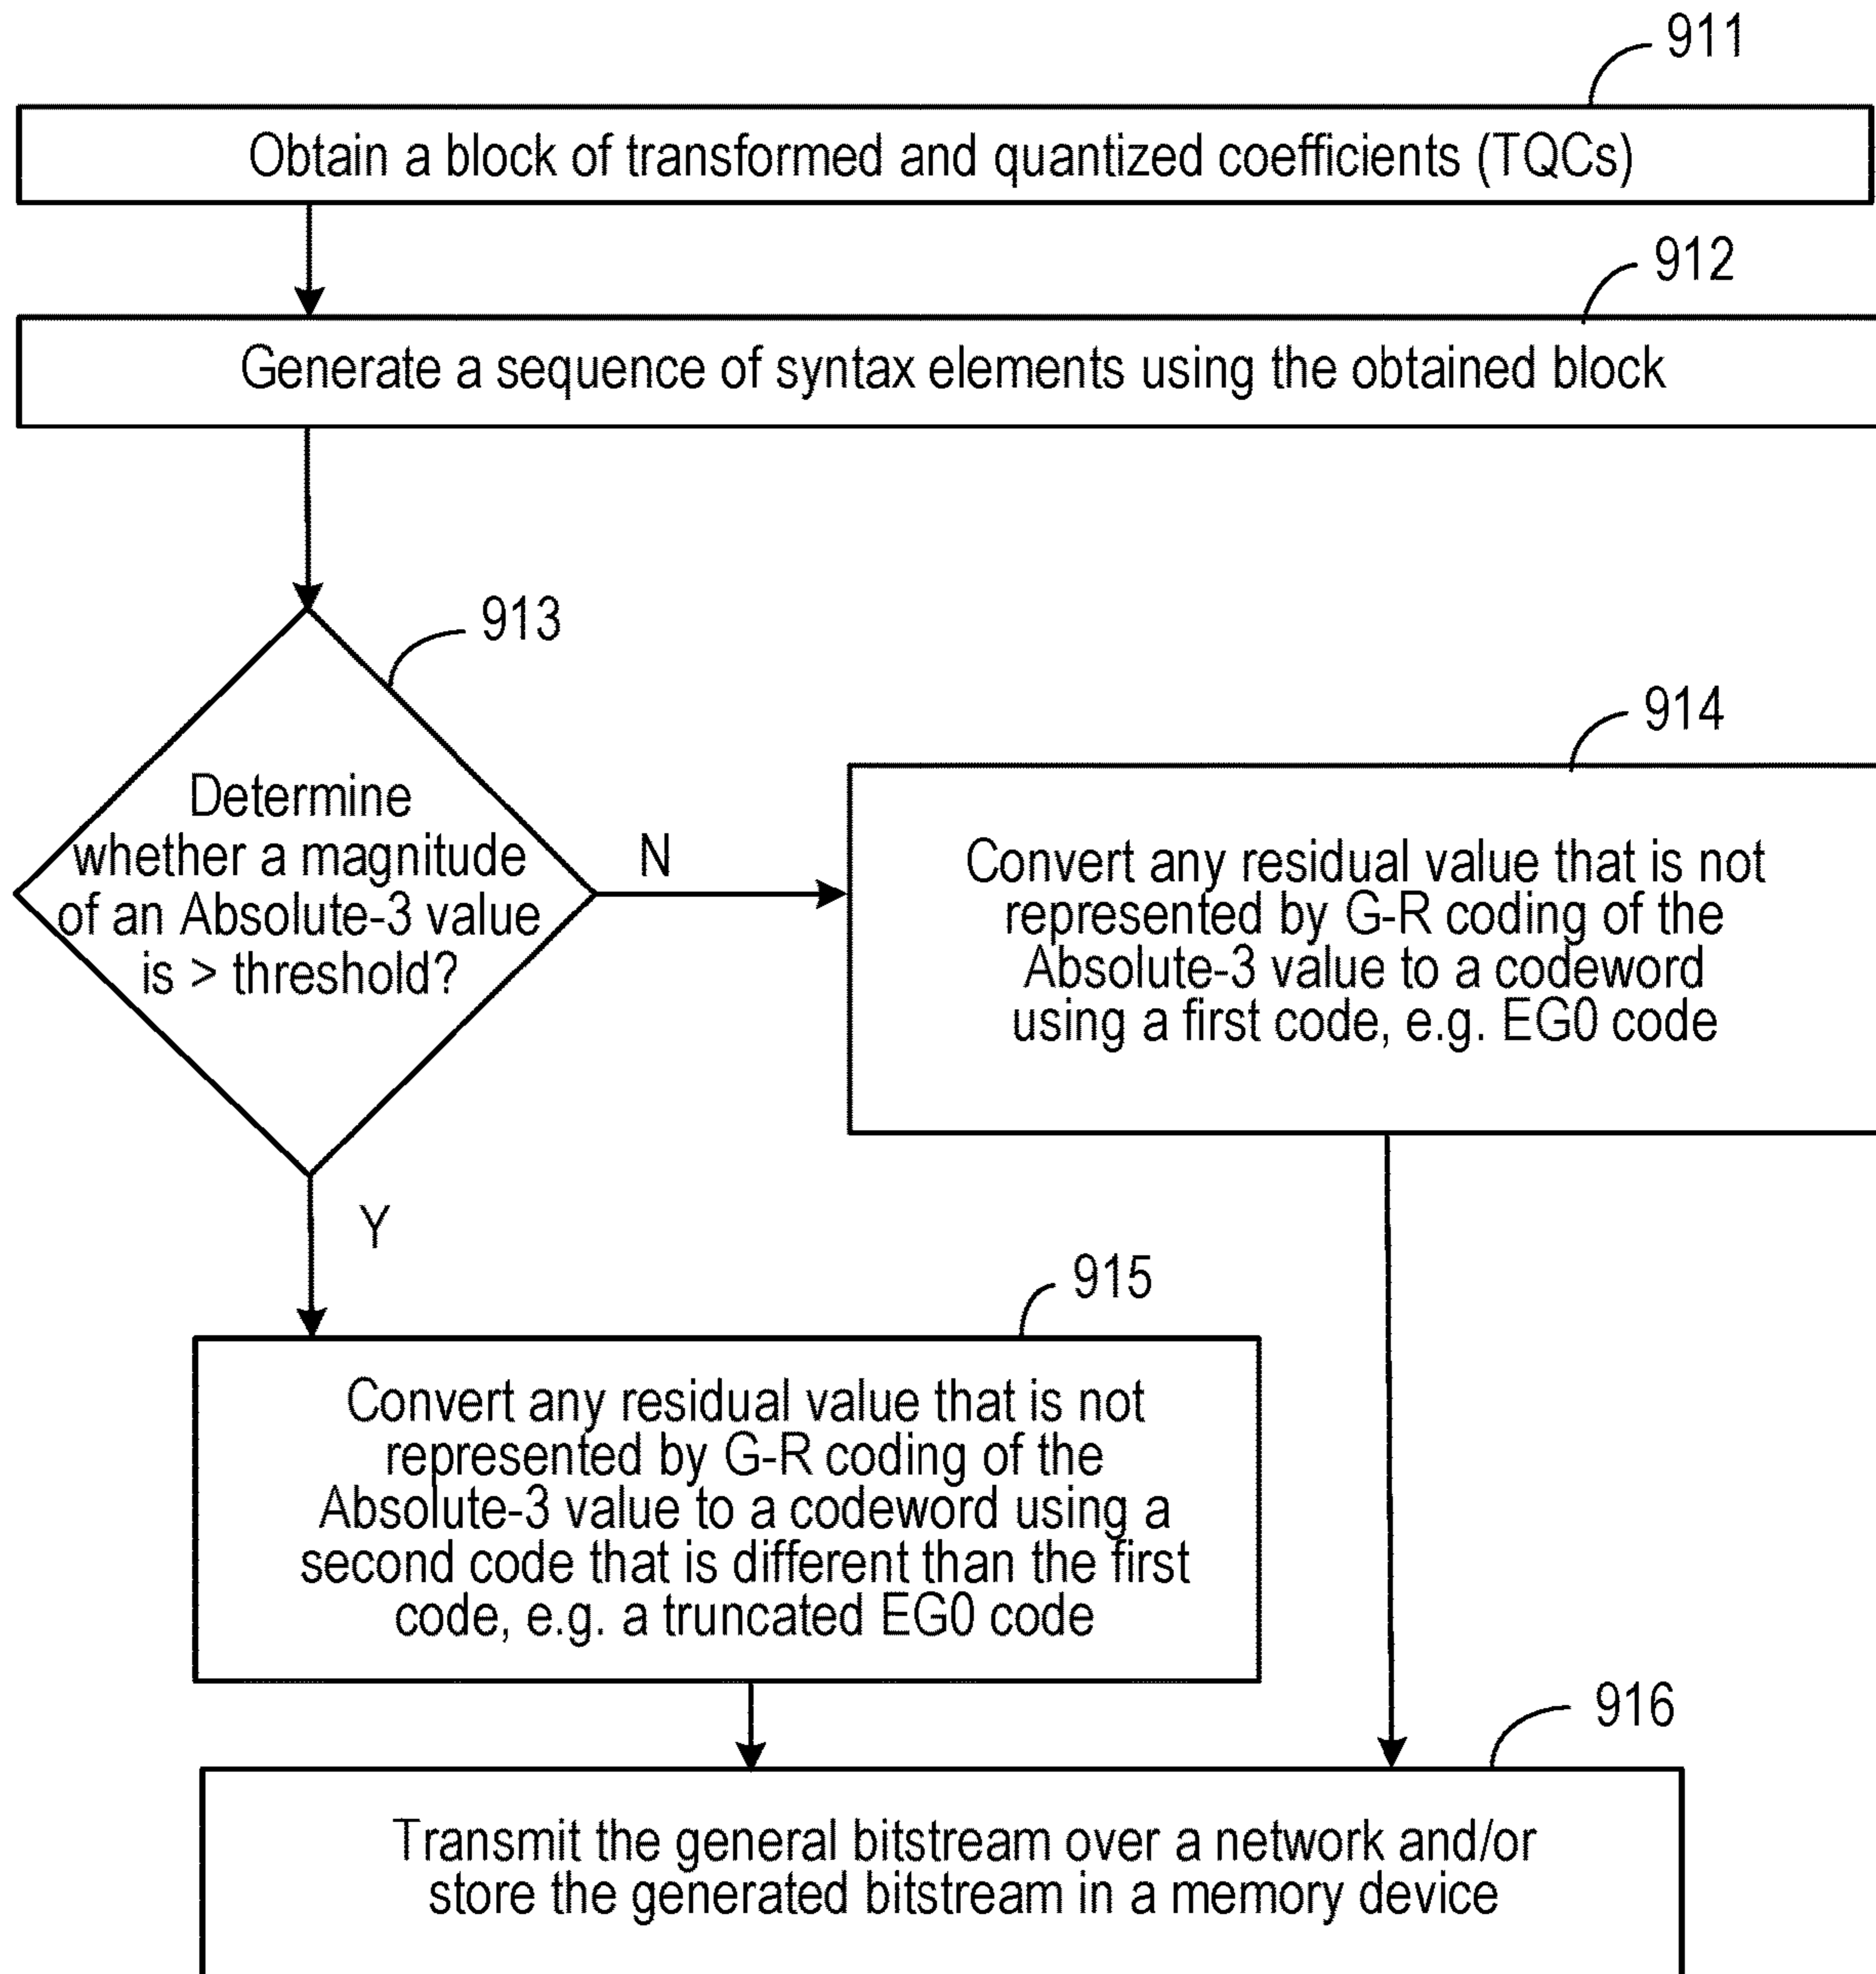 911
Obtain a block of transformed and quantized coefficients (TQCs)
912
Generate a sequence of syntax elements using the obtained block
913
Determine
whether a magnitude
of an Absolute-3 value
is > threshold?
N
914
Convert any residual value that is not
represented by G-R coding of the
Absolute-3 value to a codeword
using a first code, e.g. EG0 code
Y
915
Convert any residual value that is not
represented by G-R coding of the
Absolute-3 value to a codeword using a
second code that is different than the first
code, e.g. a truncated EG0 code
916
Transmit the general bitstream over a network and/or
store the generated bitstream in a memory device